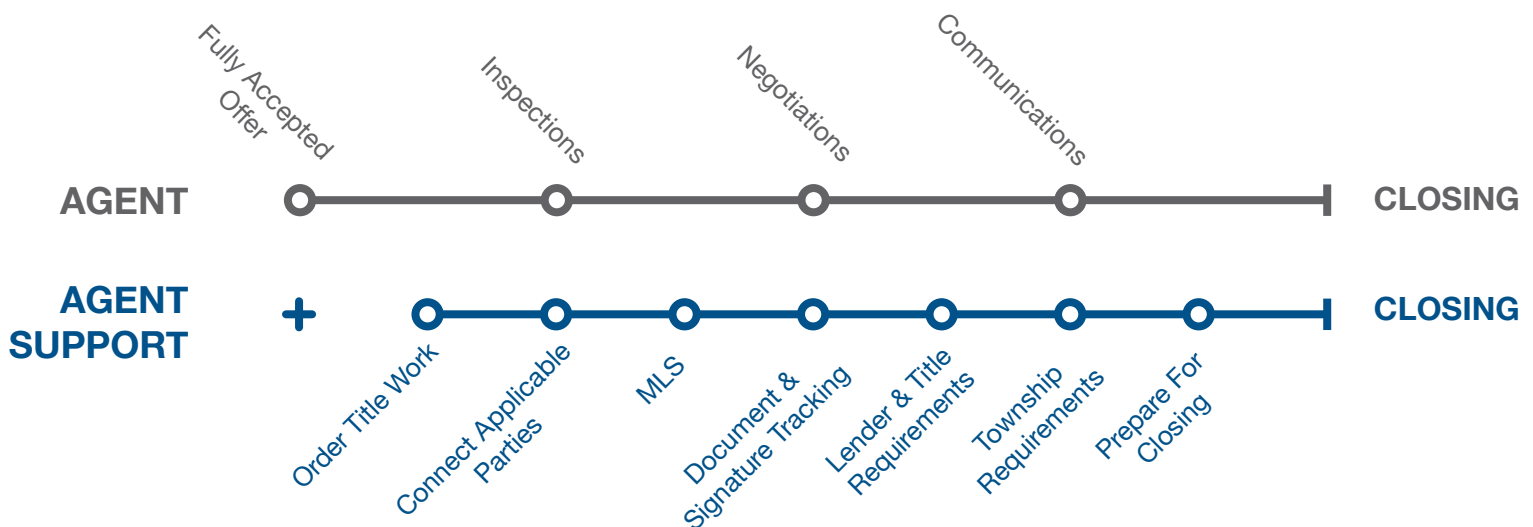 Fully Accepted
Offer
Inspections
Negotiations
Communications
AGENT
CLOSING
AGENT
SUPPORT
+
CLOSING
Order Title Work
Connect Applicable
Parties
MLS
Document &
Signature Tracking
Lender & Title
Requirements
Township
Requirements
Prepare For
Closing